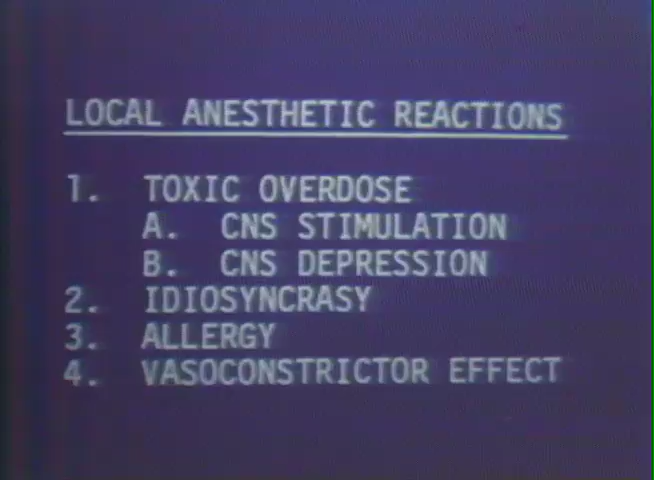 LOCAL ANESTHETIC REACTIONS
1. TOXIC OVERDOSE
A. CNS STIMULATION
B. CNS DEPRESSION
2. IDIOSYNCRASY
3. ALLERGY
4. VASOCONSTRICTOR EFFECT